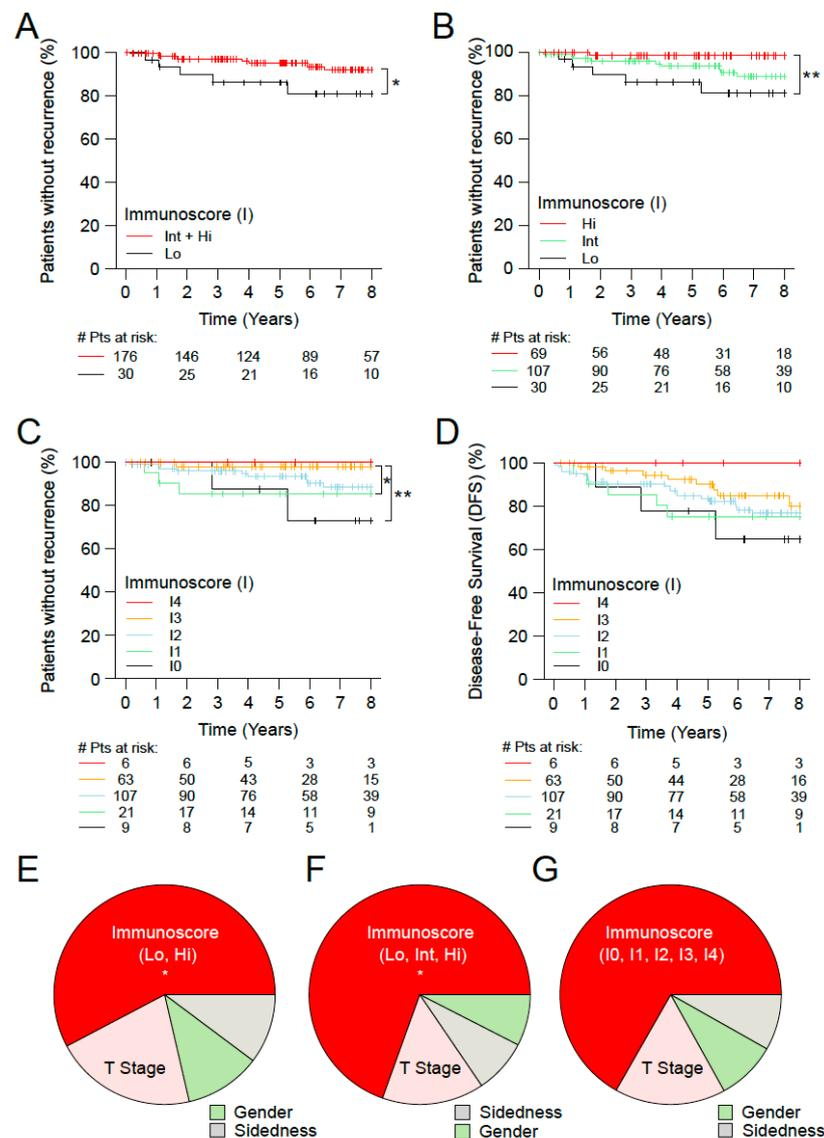 A
Patients without recurrence (%)
100
80
60
40
20
0
*
Immunoscore (I)
Int + Hi
Lo
0 1 2 3 4 5 6 7 8
Time (Years)
# Pts at risk:
176 146 124 89 57
30 25 21 16 10
B
Patients without recurrence (%)
100
80
60
40
20
0
**
Immunoscore (I)
Hi
Int
Lo
0 1 2 3 4 5 6 7 8
Time (Years)
# Pts at risk:
69 56 48 31 18
107 90 76 58 39
30 25 21 16 10
C
Patients without recurrence (%)
100
80
60
40
20
0
*
**
Immunoscore (I)
I4
I3
I2
I1
I0
0 1 2 3 4 5 6 7 8
Time (Years)
# Pts at risk:
6 6 5 3 3
63 50 43 28 15
107 90 76 58 39
21 17 14 11 9
9 8 7 5 1
D
Disease-Free Survival (DFS) (%)
100
80
60
40
20
0
Immunoscore (I)
I4
I3
I2
I1
I0
0 1 2 3 4 5 6 7 8
Time (Years)
# Pts at risk:
6 6 5 3 3
63 50 44 28 16
107 90 77 58 39
21 17 14 11 9
9 8 7 5 1
E
Immunoscore
(Lo, Hi)
*
T Stage
Gender
Sidedness
F
Immunoscore
(Lo, Int, Hi)
*
T Stage
Sidedness
Gender
G
Immunoscore
(I0, I1, I2, I3, I4)
T Stage
Gender
Sidedness